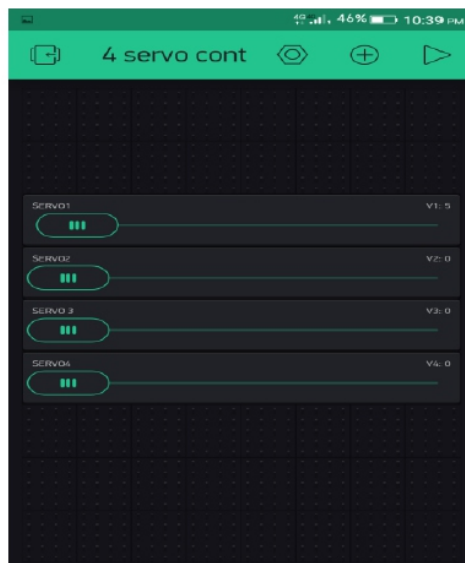 4G 46% 10:39 PM
4 servo cont
SERVO1 V1: 5
SERVO2 V2: 0
SERVO 3 V3: 0
SERVO4 V4: 0